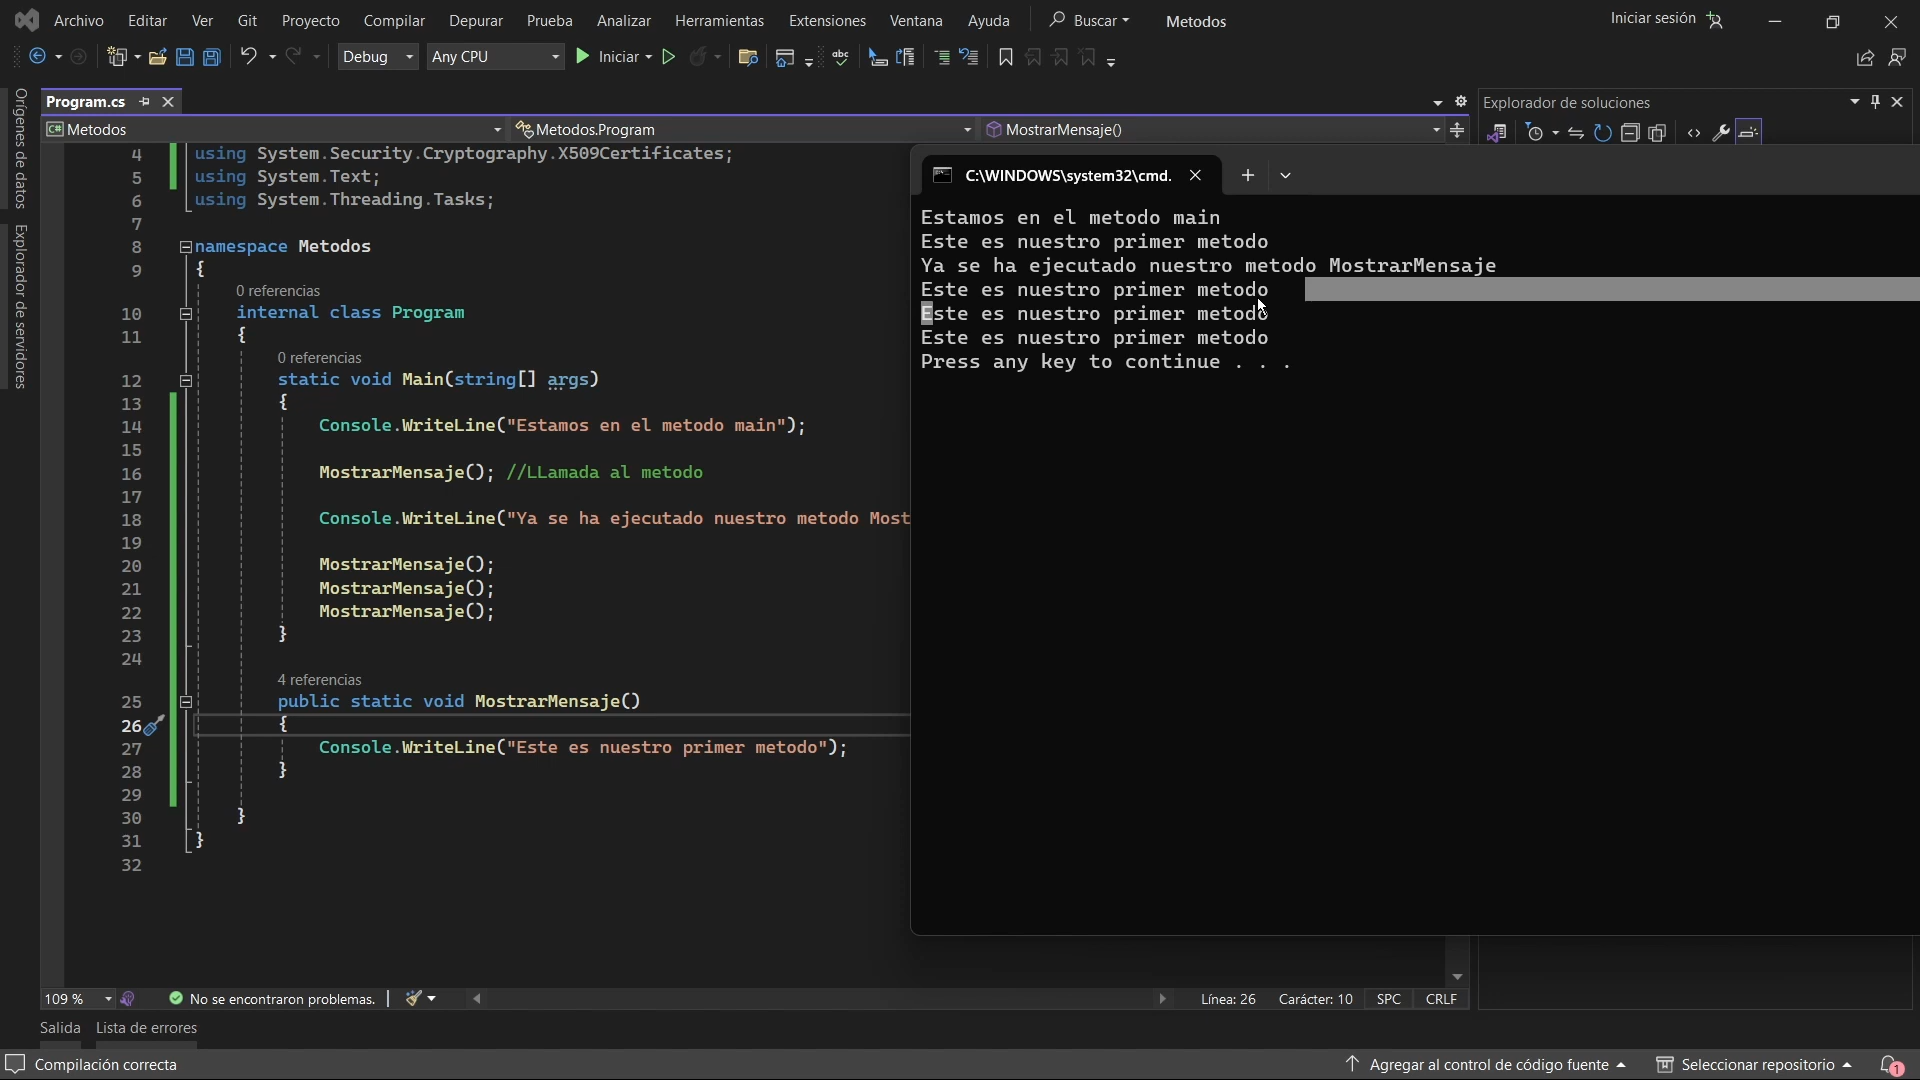 Archivo Editar Ver Git Proyecto Compilar Depurar Prueba Analizar Herramientas Extensiones Ventana Ayuda Buscar Metodos Iniciar sesión
Debug Any CPU Iniciar abc
Orígenes de datos
Explorador de servidores
Program.cs
Explorador de soluciones
C# Metodos Metodos.Program MostrarMensaje()
4 using System.Security.Cryptography.X509Certificates;
5 using System.Text;
6 using System.Threading.Tasks;
7
8 namespace Metodos
9 {
0 referencias
10 internal class Program
11 {
0 referencias
12 static void Main(string[] args)
13 {
14 Console.WriteLine("Estamos en el metodo main");
15
16 MostrarMensaje(); //LLamada al metodo
17
18 Console.WriteLine("Ya se ha ejecutado nuestro metodo Most
19
20 MostrarMensaje();
21 MostrarMensaje();
22 MostrarMensaje();
23 }
24
4 referencias
25 public static void MostrarMensaje()
26 {
27 Console.WriteLine("Este es nuestro primer metodo");
28 }
29
30 }
31 }
32
C:\WINDOWS\system32\cmd.
Estamos en el metodo main
Este es nuestro primer metodo
Ya se ha ejecutado nuestro metodo MostrarMensaje
Este es nuestro primer metodo
Este es nuestro primer metodo
Este es nuestro primer metodo
Press any key to continue . . .
109 % No se encontraron problemas. Línea: 26 Carácter: 10 SPC CRLF
Salida Lista de errores
Compilación correcta Agregar al control de código fuente Seleccionar repositorio 1